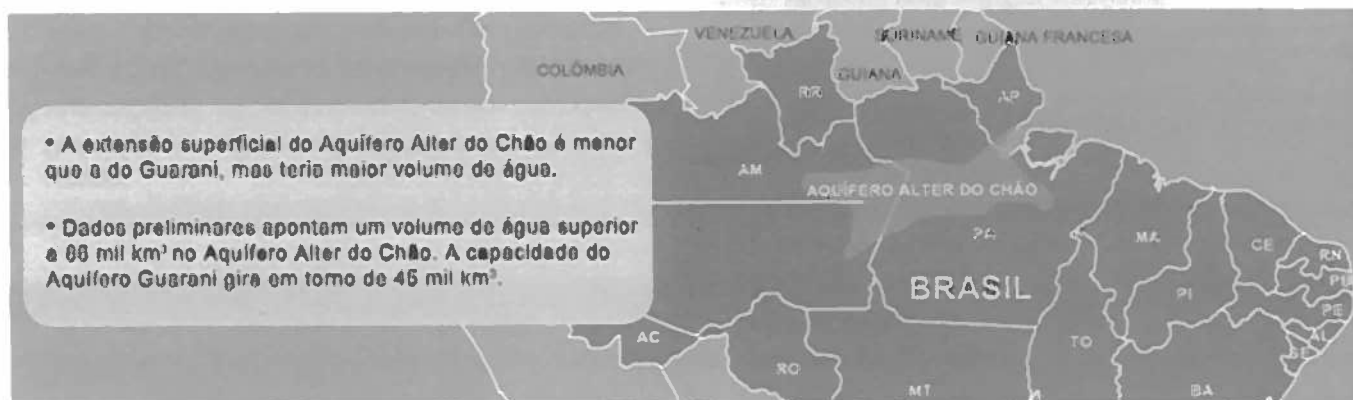 VENEZUELA
SURINAME
GUIANA FRANCESA
COLÔMBIA
GUIANA
RR
AP
• A extensão superficial do Aquífero Alter do Chão é menor
que a do Guarani, mas teria maior volume de água.
• Dados preliminares apontam um volume de água superior
a 86 mil km³ no Aquífero Alter do Chão. A capacidade do
Aquífero Guarani gira em torno de 45 mil km³.
AM
AQUÍFERO ALTER DO CHÃO
PA
MA
CE
RN
PB
PI
PE
AL
SE
BRASIL
AC
RO
TO
MT
BA